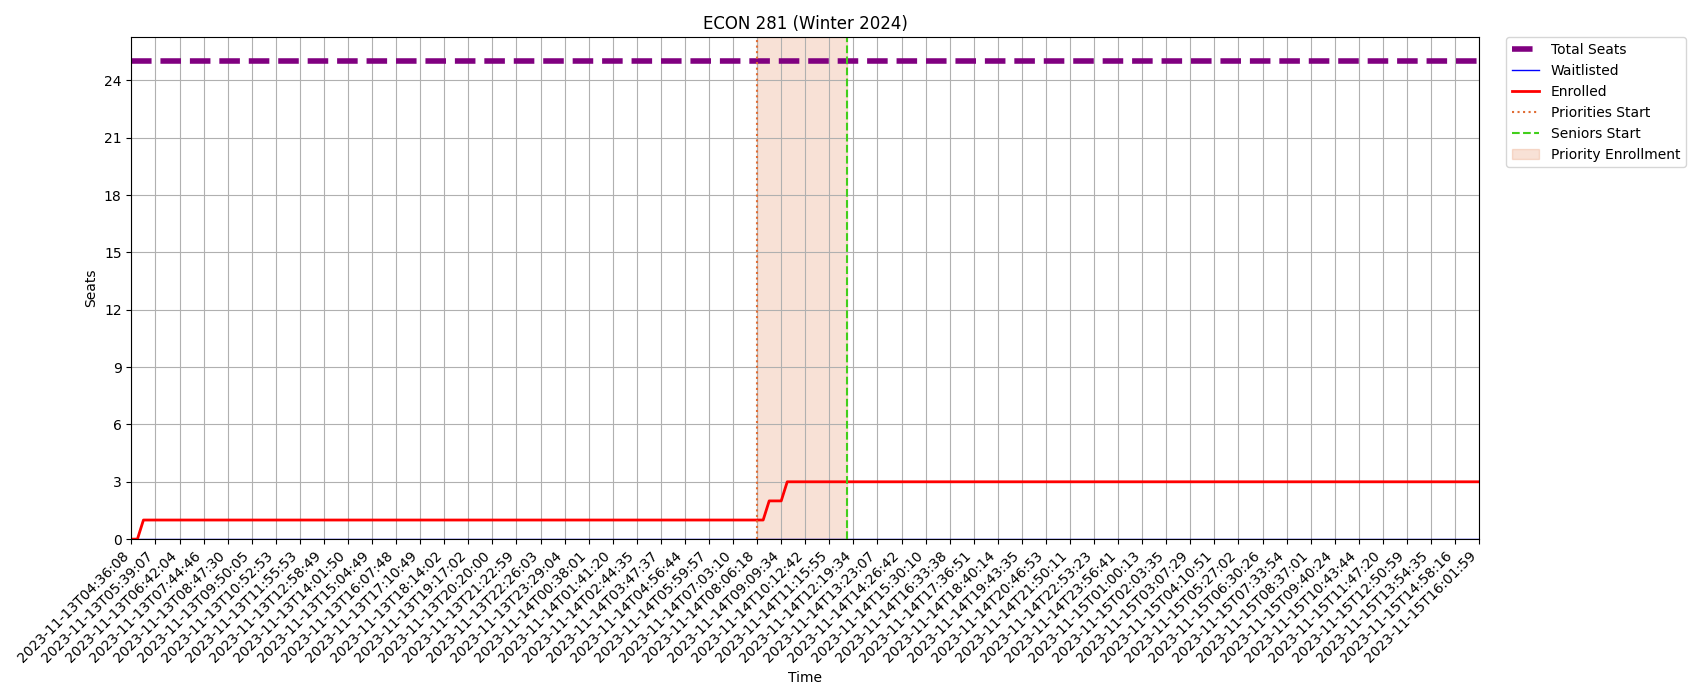 ECON 281 (Winter 2024)
Total Seats
Waitlisted
Enrolled
Priorities Start
Seniors Start
Priority Enrollment
24
21
18
15
12
9
6
3
0
Seats
2023-11-13T04:36:08
2023-11-13T05:39:07
2023-11-13T06:42:04
2023-11-13T07:44:46
2023-11-13T08:47:30
2023-11-13T09:50:05
2023-11-13T10:52:53
2023-11-13T11:55:53
2023-11-13T12:58:49
2023-11-13T14:01:50
2023-11-13T15:04:49
2023-11-13T16:07:48
2023-11-13T17:10:49
2023-11-13T18:14:02
2023-11-13T19:17:02
2023-11-13T20:20:00
2023-11-13T21:22:59
2023-11-13T22:26:03
2023-11-13T23:29:04
2023-11-14T00:38:01
2023-11-14T01:41:20
2023-11-14T02:44:35
2023-11-14T03:47:37
2023-11-14T04:56:44
2023-11-14T05:59:57
2023-11-14T07:03:10
2023-11-14T08:06:18
2023-11-14T09:09:34
2023-11-14T10:12:42
2023-11-14T11:15:55
2023-11-14T12:19:34
2023-11-14T13:23:07
2023-11-14T14:26:42
2023-11-14T15:30:10
2023-11-14T16:33:38
2023-11-14T17:36:51
2023-11-14T18:40:14
2023-11-14T19:43:35
2023-11-14T20:46:53
2023-11-14T21:50:11
2023-11-14T22:53:23
2023-11-14T23:56:41
2023-11-15T01:00:13
2023-11-15T02:03:35
2023-11-15T03:07:29
2023-11-15T04:10:51
2023-11-15T05:27:02
2023-11-15T06:30:26
2023-11-15T07:33:54
2023-11-15T08:37:01
2023-11-15T09:40:24
2023-11-15T10:43:44
2023-11-15T11:47:20
2023-11-15T12:50:59
2023-11-15T13:54:35
2023-11-15T14:58:16
2023-11-15T16:01:59
Time